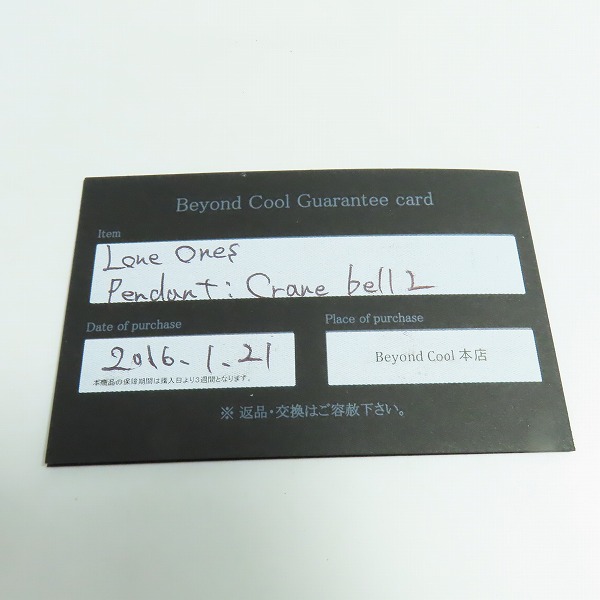 Beyond Cool Guarantee card
Item
Lone Ones
Pendant : Crane bell 2
Date of purchase
Place of purchase
2016.1.21
Beyond Cool 本店
本商品の保障期間は購入日より3週間となります。
※ 返品・交換はご容赦下さい。